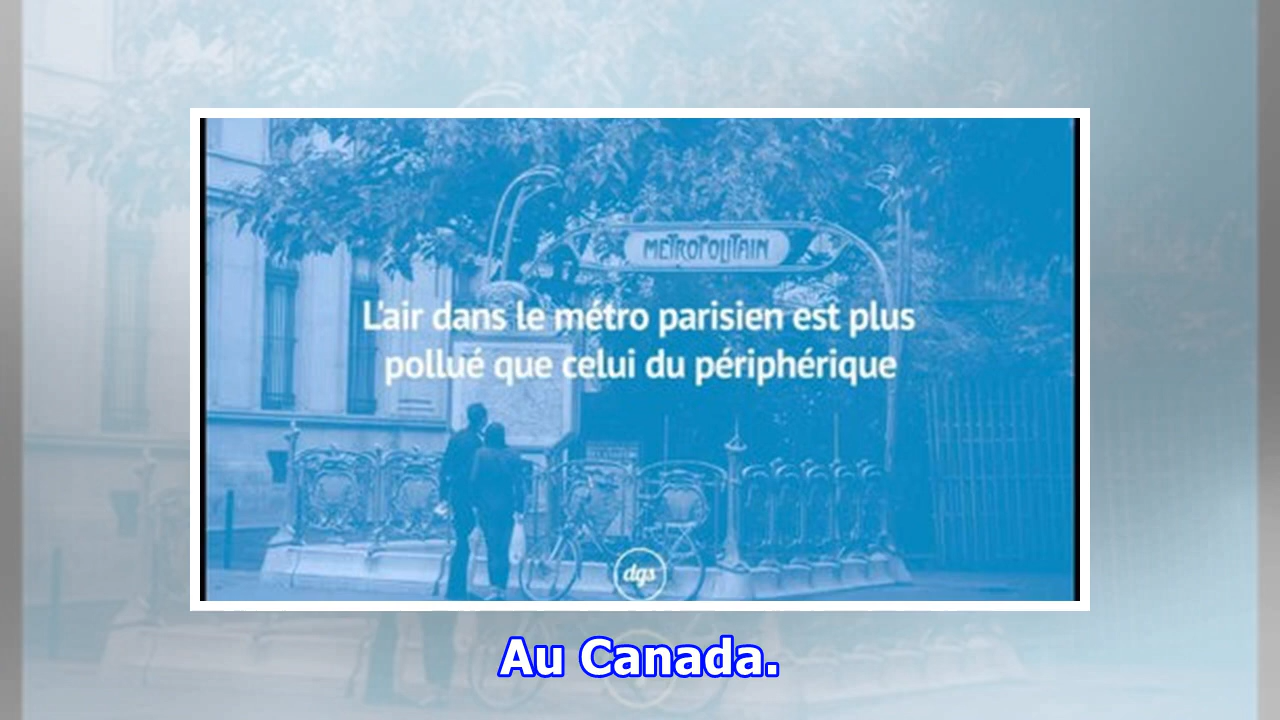 METROPOLITAIN
L'air dans le métro parisien est plus
pollué que celui du périphérique
dgs
Au Canada.